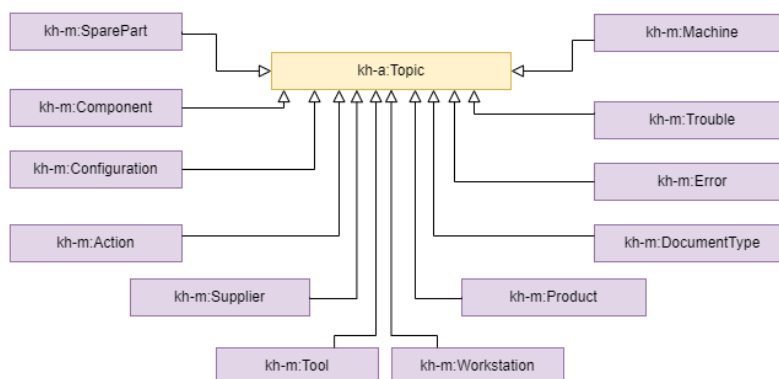 kh-m:SparePart
kh-m:Machine
kh-a:Topic
kh-m:Component
kh-m:Trouble
kh-m:Configuration
kh-m:Error
kh-m:Action
kh-m:DocumentType
kh-m:Supplier
kh-m:Product
kh-m:Tool
kh-m:Workstation